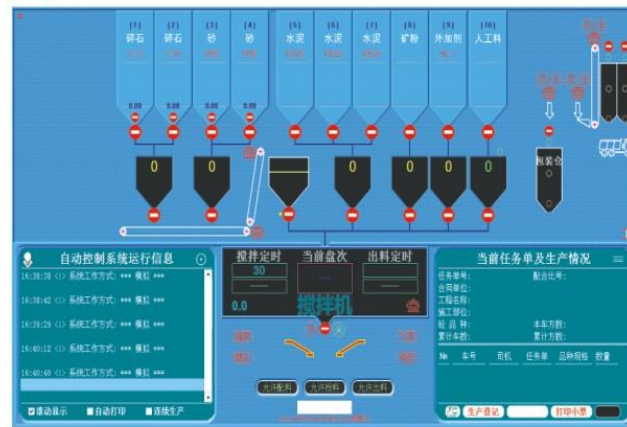 [1] [2] [3] [4] [5] [6] [7] [8] [9] [10]
碎石 碎石 砂 砂 水泥 水泥 水泥 矿粉 外加剂 人工料
0.00 0.00 0.00 0.00
0 0 0 0 0 0
包装仓
自动控制系统运行信息
16:38:38 <1> 系统工作方式: *** 模拟 ***
16:38:42 <1> 系统工作方式: *** 模拟 ***
16:39:29 <1> 系统工作方式: *** 模拟 ***
16:40:12 <1> 系统工作方式: *** 模拟 ***
16:40:40 <1> 系统工作方式: *** 模拟 ***
滚动显示 自动打印 连续生产
搅拌定时 当前盘次 出料定时
30
0.0
搅拌机
允许配料 允许投料 允许出料
当前任务单及生产情况
任务单号: 配合比号:
合同单位:
工程名称:
施工部位:
砼 品 种: 本车方数:
累计车数: 累计方数:
№ 车号 司机 任务单 品种规格 数量
生产登记 打印小票